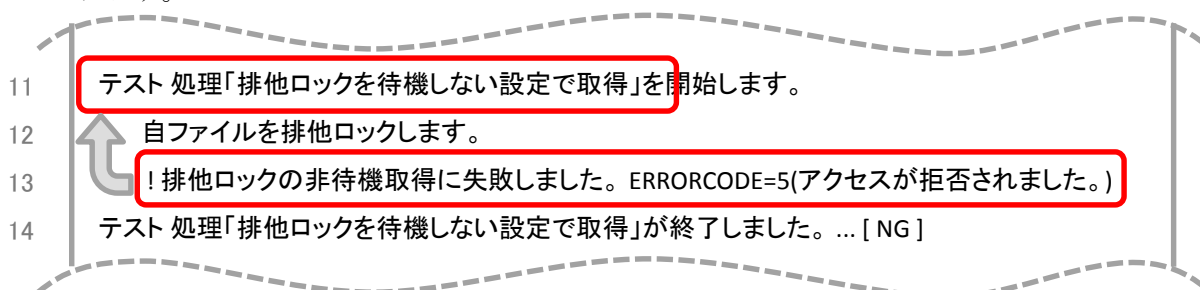 11 テスト 処理「排他ロックを待機しない設定で取得」を開始します。
12 自ファイルを排他ロックします。
13 ! 排他ロックの非待機取得に失敗しました。 ERRORCODE=5(アクセスが拒否されました。)
14 テスト 処理「排他ロックを待機しない設定で取得」が終了しました。 ... [ NG ]